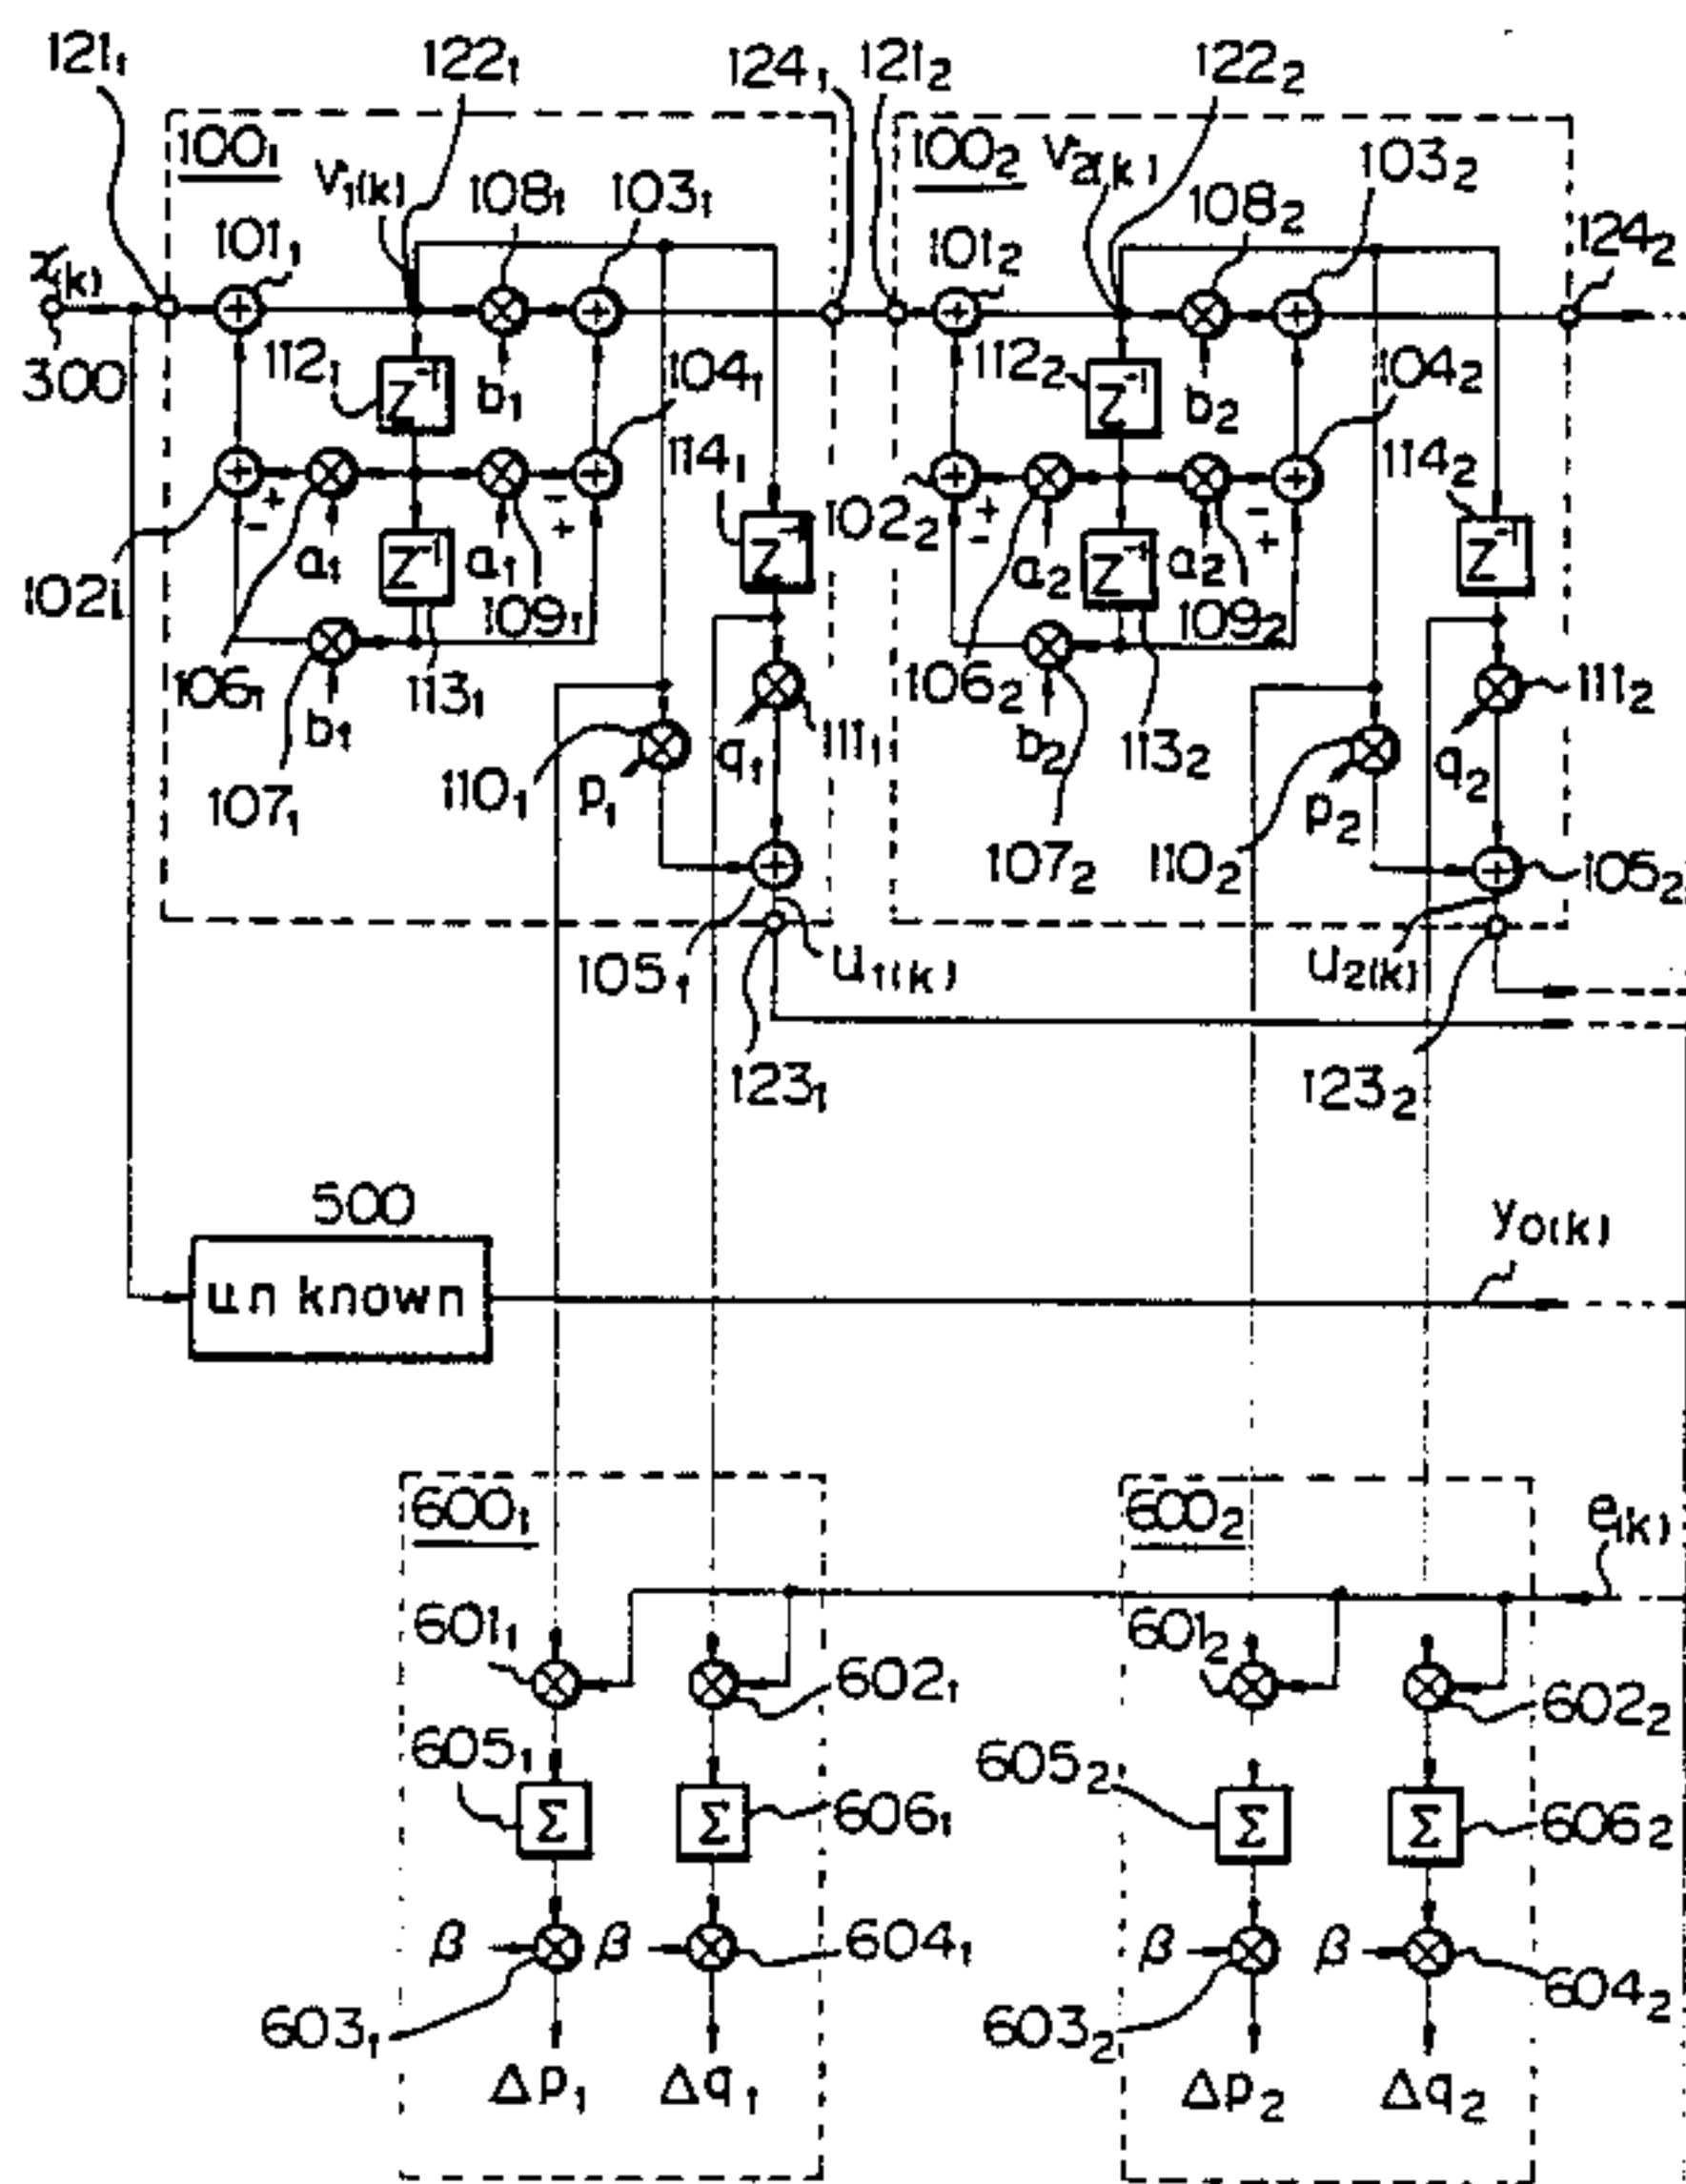 121₁ 122₁ 124₁ 121₂ 122₂
100₁ v₁(k) 108₁ 103₁ 100₂ v₂(k) 108₂ 103₂
x(k) 101₁ 101₂ 124₂
300 112₁ Z⁻¹ b₁ 104₁ 112₂ Z⁻¹ b₂ 104₂
+ + + +
114₁ 114₂
+ - - + + - - +
102₁ a₁ Z⁻¹ a₁ Z⁻¹ 102₂ a₂ Z⁻¹ a₂ Z⁻¹
109₁ 109₂
106₁ b₁ 113₁ 106₂ b₂ 113₂
107₁ 110₁ p₁ q₁ 111₁ 107₂ 110₂ p₂ q₂ 111₂
+ + 105₂
105₁ u₁(k) u₂(k)
123₁ 123₂
500 y₀(k)
un known
600₁ 600₂ e(k)
601₁ 602₁ 601₂ 602₂
605₁ Σ Σ 606₁ 605₂ Σ Σ 606₂
β β 604₁ β β 604₂
603₁ 603₂
Δp₁ Δq₁ Δp₂ Δq₂